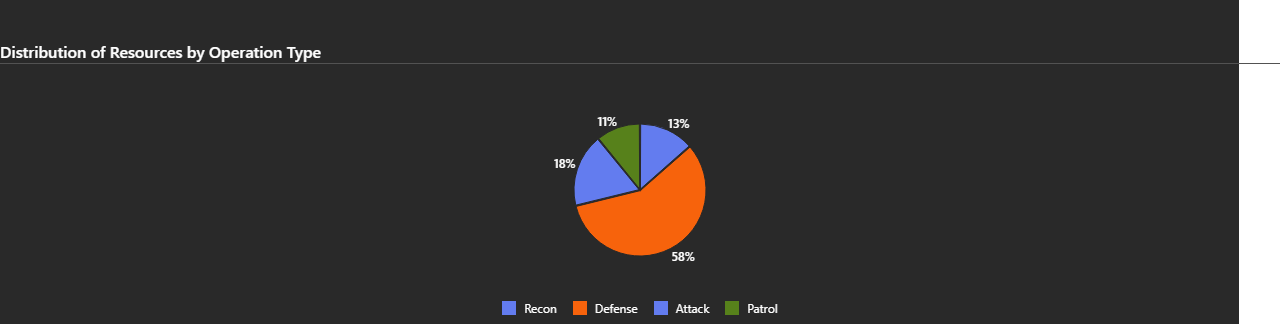 Distribution of Resources by Operation Type
11%
13%
18%
58%
Recon
Defense
Attack
Patrol